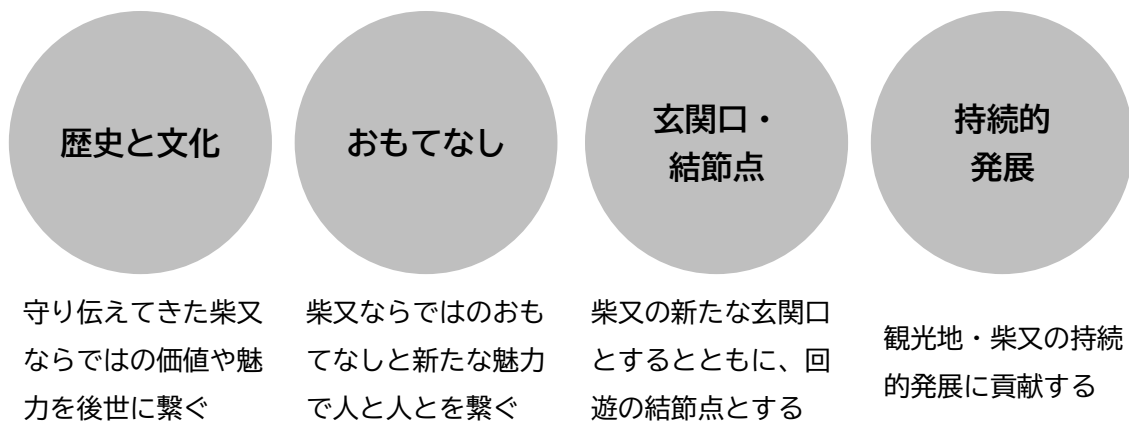 歴史と文化
守り伝えてきた柴又
ならではの価値や魅
力を後世に繋ぐ
おもてなし
柴又ならではのおも
てなしと新たな魅力
で人と人とを繋ぐ
玄関口・
結節点
柴又の新たな玄関口
とするとともに、回
遊の結節点とする
持続的
発展
観光地・柴又の持続
的発展に貢献する